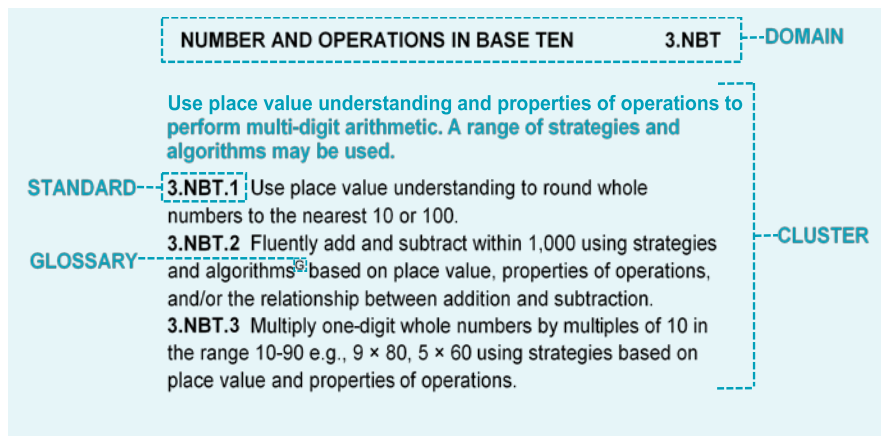 NUMBER AND OPERATIONS IN BASE TEN 3.NBT
DOMAIN
Use place value understanding and properties of operations to
perform multi-digit arithmetic. A range of strategies and
algorithms may be used.
STANDARD
3.NBT.1 Use place value understanding to round whole
numbers to the nearest 10 or 100.
3.NBT.2 Fluently add and subtract within 1,000 using strategies
CLUSTER
GLOSSARY
and algorithmsG based on place value, properties of operations,
and/or the relationship between addition and subtraction.
3.NBT.3 Multiply one-digit whole numbers by multiples of 10 in
the range 10-90 e.g., 9 × 80, 5 × 60 using strategies based on
place value and properties of operations.